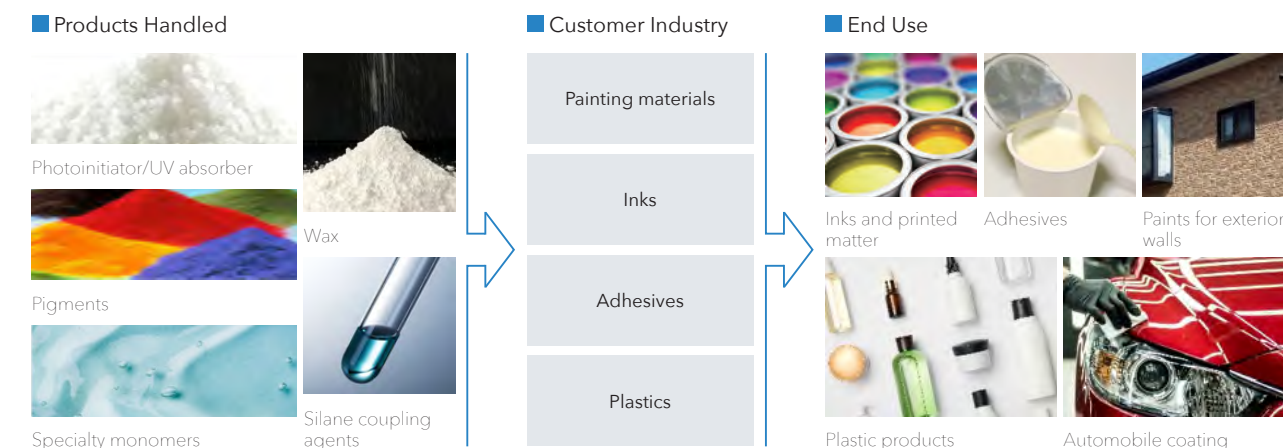 Products Handled
Photoinitiator/UV absorber
Pigments
Specialty monomers
Wax
Silane coupling
agents
Customer Industry
Painting materials
Inks
Adhesives
Plastics
End Use
Inks and printed
matter
Adhesives
Paints for exterior
walls
Plastic products
Automobile coating